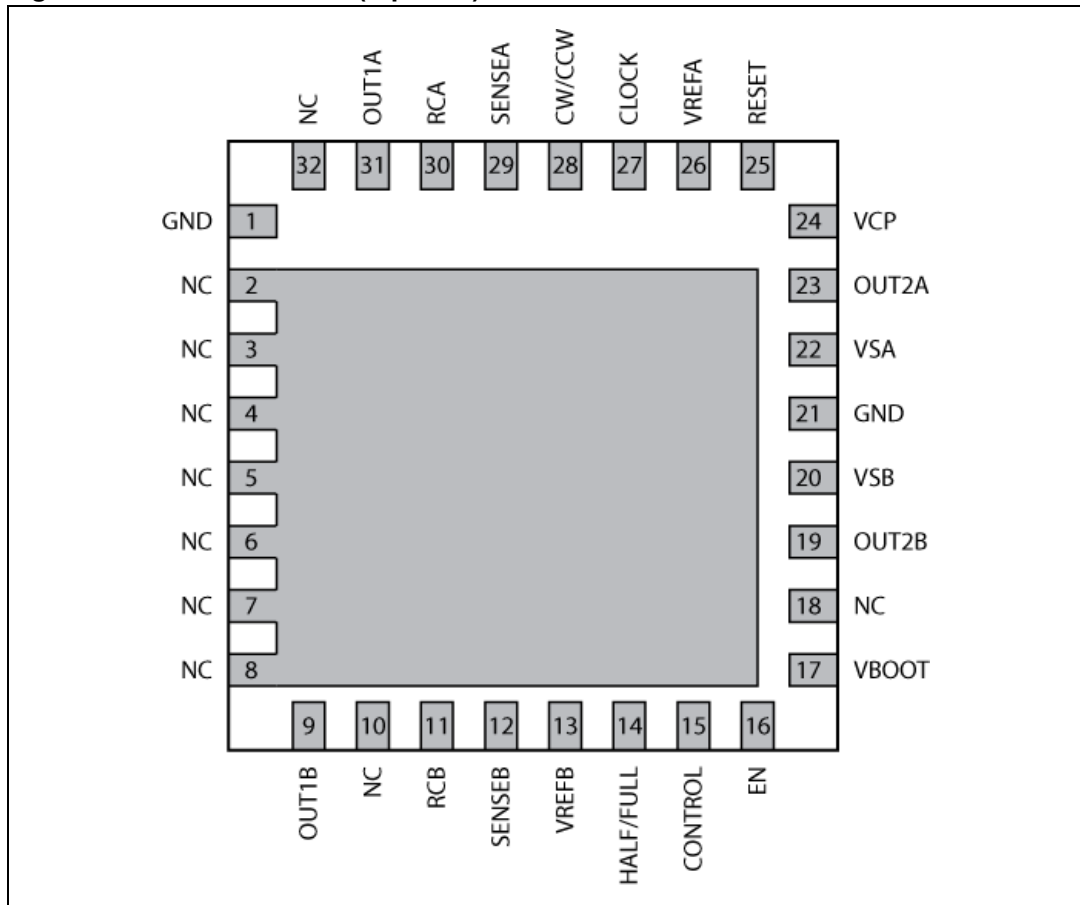 NC
OUT1A
RCA
SENSEA
CW/CCW
CLOCK
VREFA
RESET
32
31
30
29
28
27
26
25
GND 1
24 VCP
NC 2
23 OUT2A
NC 3
22 VSA
NC 4
21 GND
NC 5
20 VSB
NC 6
19 OUT2B
NC 7
18 NC
NC 8
17 VBOOT
9
10
11
12
13
14
15
16
OUT1B
NC
RCB
SENSEB
VREFB
HALF/FULL
CONTROL
EN